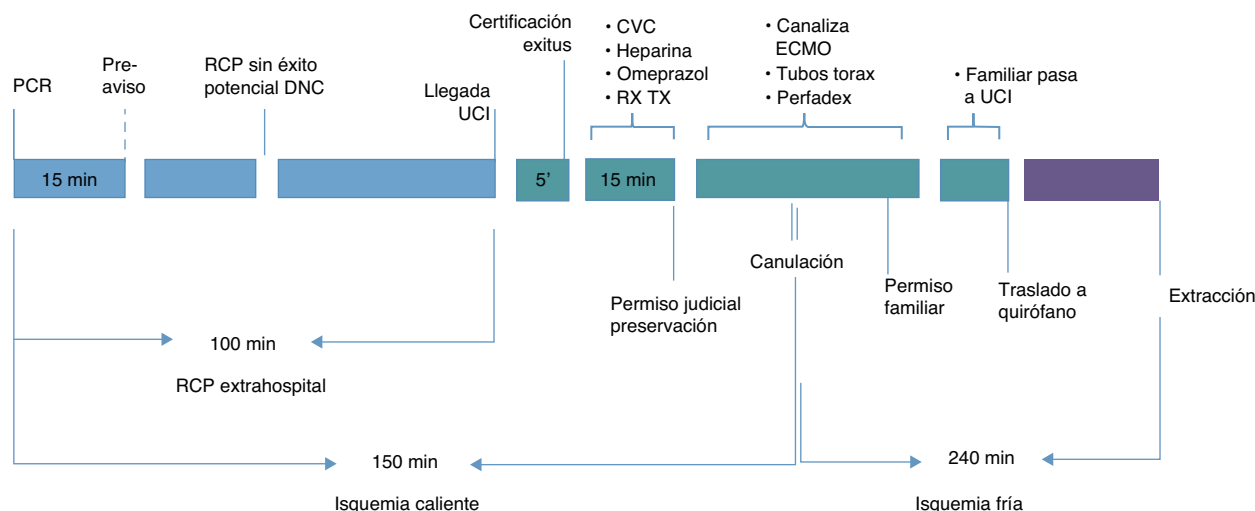 PCR
Pre-
aviso
RCP sin éxito
potencial DNC
Llegada
UCI
Certificación
exitus
• CVC
• Heparina
• Omeprazol
• RX TX
• Canaliza
ECMO
• Tubos torax
• Perfadex
• Familiar pasa
a UCI
15 min
5’
15 min
Permiso judicial
preservación
Canulación
Permiso
familiar
Traslado a
quirófano
Extracción
100 min
RCP extrahospital
150 min
Isquemia caliente
240 min
Isquemia fría